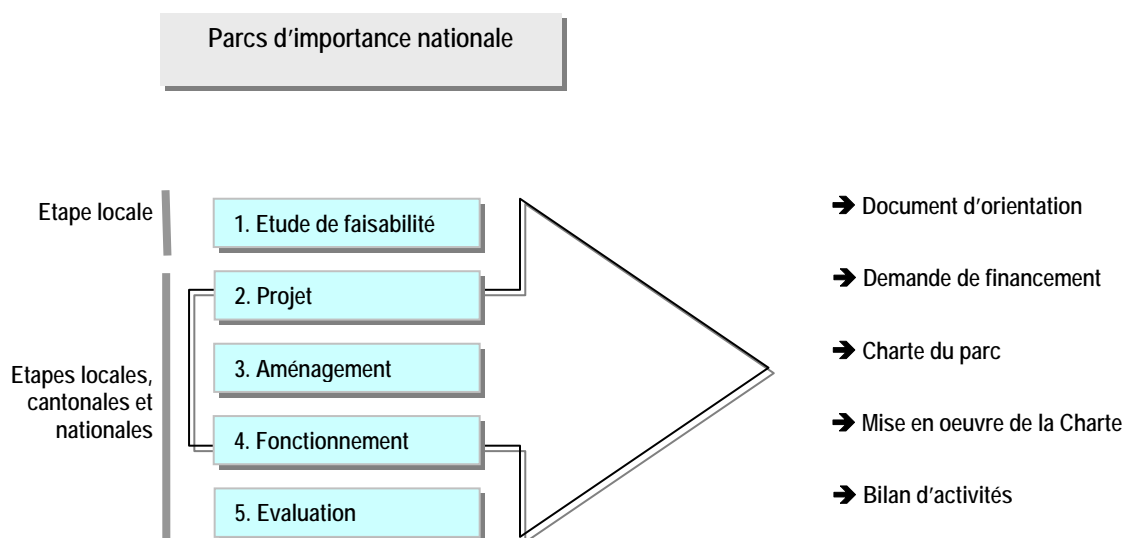 Parcs d'importance nationale
Etape locale
1. Etude de faisabilité
➔ Document d'orientation
2. Projet
➔ Demande de financement
Etapes locales,
cantonales et
nationales
3. Aménagement
➔ Charte du parc
4. Fonctionnement
➔ Mise en oeuvre de la Charte
5. Evaluation
➔ Bilan d'activités